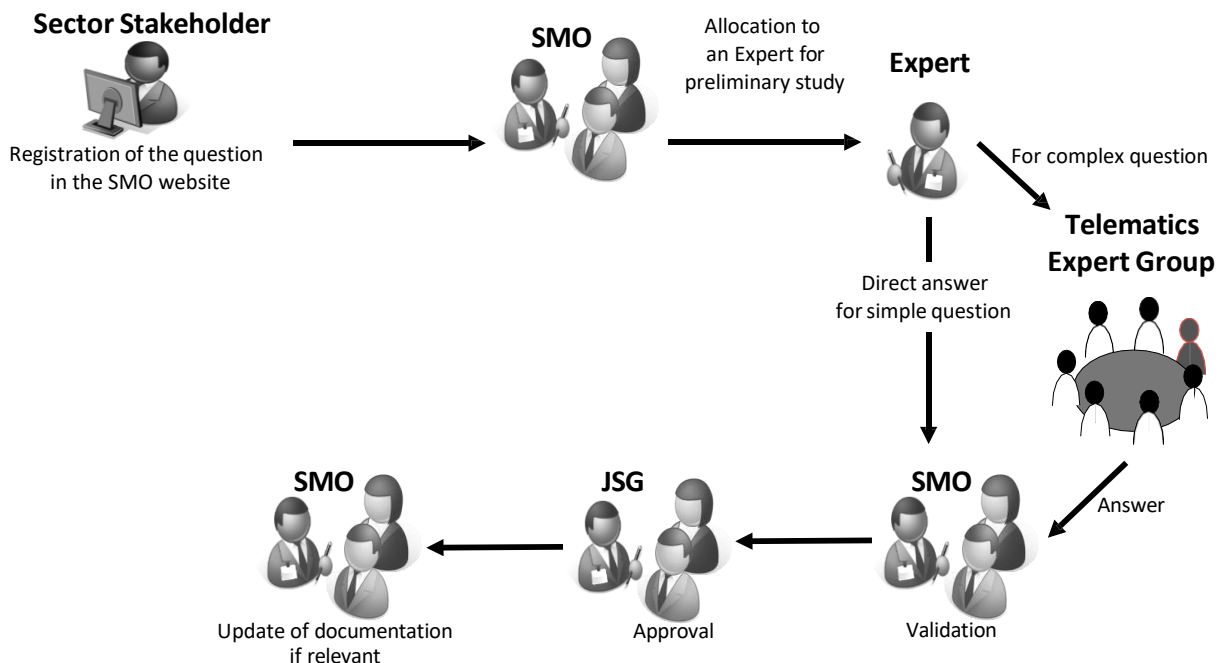 Sector Stakeholder
Registration of the question
in the SMO website
SMO
Allocation to
an Expert for
preliminary study
Expert
For complex question
Telematics
Expert Group
Direct answer
for simple question
Answer
SMO
Validation
JSG
Approval
SMO
Update of documentation
if relevant